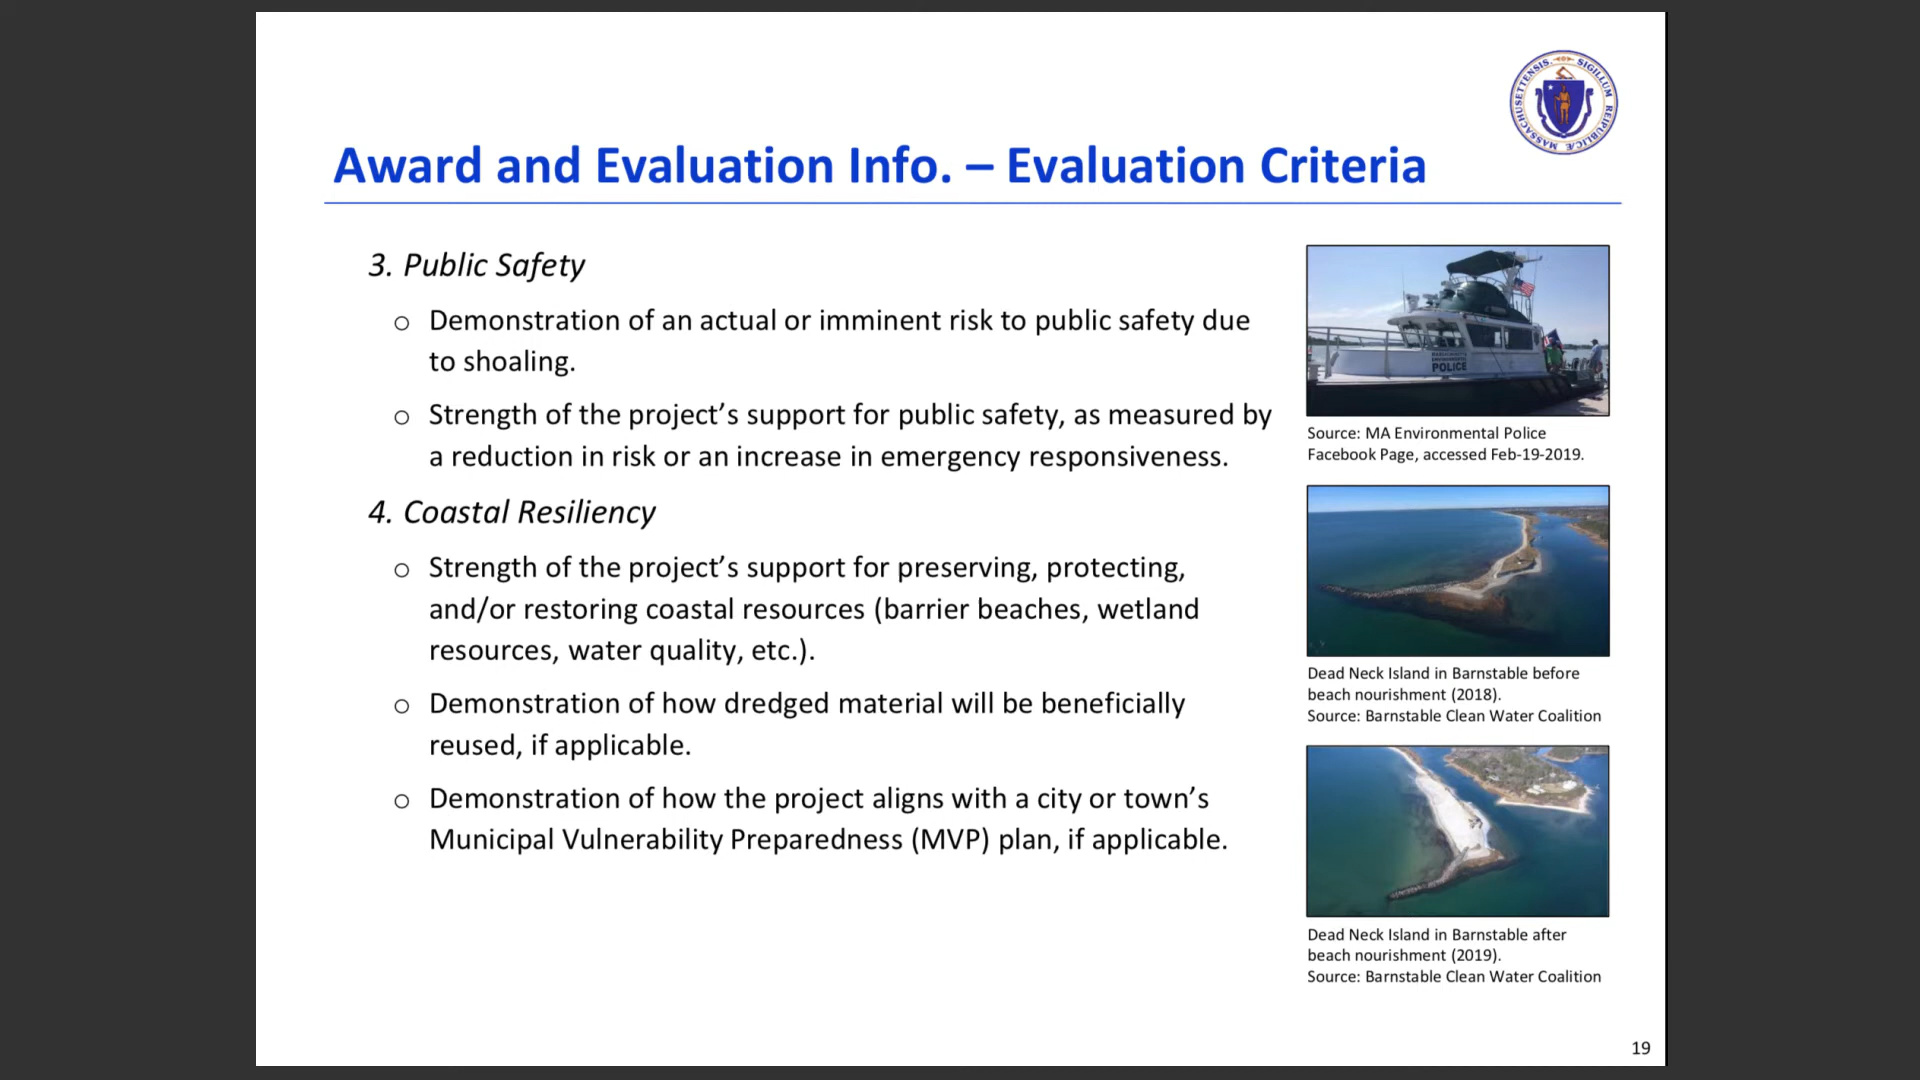 MASSACHUSETTENSIS. SIGILLUM REIPUBLICÆ
Award and Evaluation Info. – Evaluation Criteria
3. Public Safety
o Demonstration of an actual or imminent risk to public safety due
to shoaling.
o Strength of the project’s support for public safety, as measured by
a reduction in risk or an increase in emergency responsiveness.
4. Coastal Resiliency
o Strength of the project’s support for preserving, protecting,
and/or restoring coastal resources (barrier beaches, wetland
resources, water quality, etc.).
o Demonstration of how dredged material will be beneficially
reused, if applicable.
o Demonstration of how the project aligns with a city or town’s
Municipal Vulnerability Preparedness (MVP) plan, if applicable.
MASSACHUSETTS
ENVIRONMENTAL
POLICE
Source: MA Environmental Police
Facebook Page, accessed Feb-19-2019.
Dead Neck Island in Barnstable before
beach nourishment (2018).
Source: Barnstable Clean Water Coalition
Dead Neck Island in Barnstable after
beach nourishment (2019).
Source: Barnstable Clean Water Coalition
19